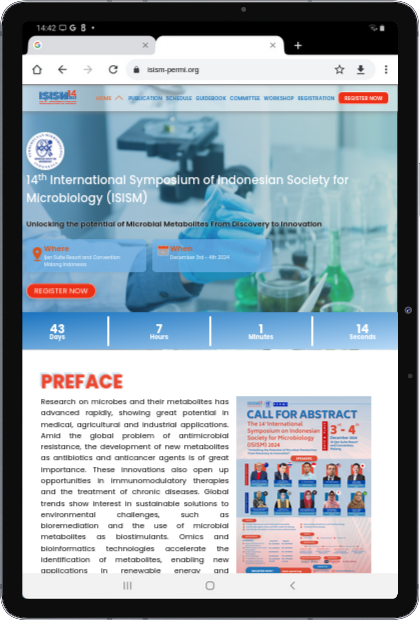 14:42
isism-permi.org
ISISM 14
HOME PUBLICATION SCHEDULE GUIDEBOOK COMMITTEE WORKSHOP REGISTRATION REGISTER NOW
14th International Symposium of Indonesian Society for
Microbiology (ISISM)
Unlocking the potential of Microbial Metabolites From Discovery to Innovation
Where
Ijen Suite Resort and Convention
Malang Indonesia
When
December 3rd - 4th 2024
REGISTER NOW
43
Days
7
Hours
1
Minutes
14
Seconds
PREFACE
Research on microbes and their metabolites has
advanced rapidly, showing great potential in
medical, agricultural and industrial applications.
Amid the global problem of antimicrobial
resistance, the development of new metabolites
as antibiotics and anticancer agents is of great
importance. These innovations also open up
opportunities in immunomodulatory therapies
and the treatment of chronic diseases. Global
trends show interest in sustainable solutions to
environmental challenges, such as
bioremediation and the use of microbial
metabolites as biostimulants. Omics and
bioinformatics technologies accelerate the
identification of metabolites, enabling new
applications in renewable energy and
CALL FOR ABSTRACT
The 14th International
Symposium on Indonesian
Society for Microbiology
(ISISM) 2024
3rd - 4th
December 2024